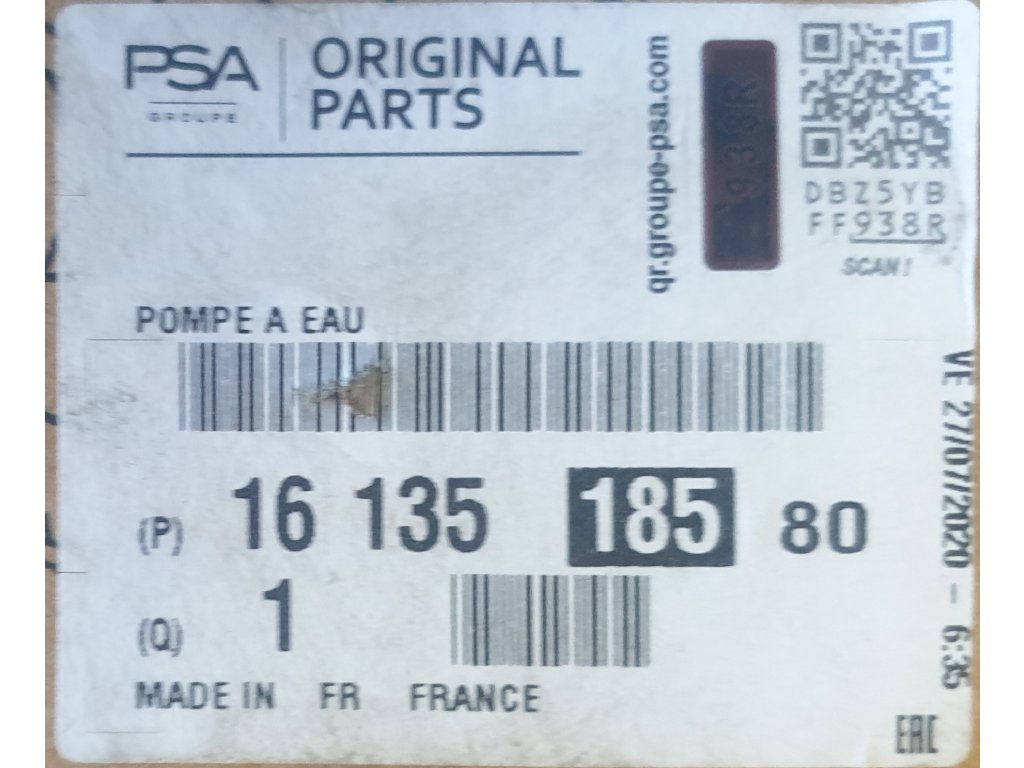 PSA
GROUPE
ORIGINAL
PARTS
qr.groupe-psa.com
938R
DBZ5YB
FF938R
SCAN!
POMPE A EAU
(P) 16 135 185 80
(Q) 1
MADE IN FR FRANCE
VE 27/07/2020 - 6:35
EAC